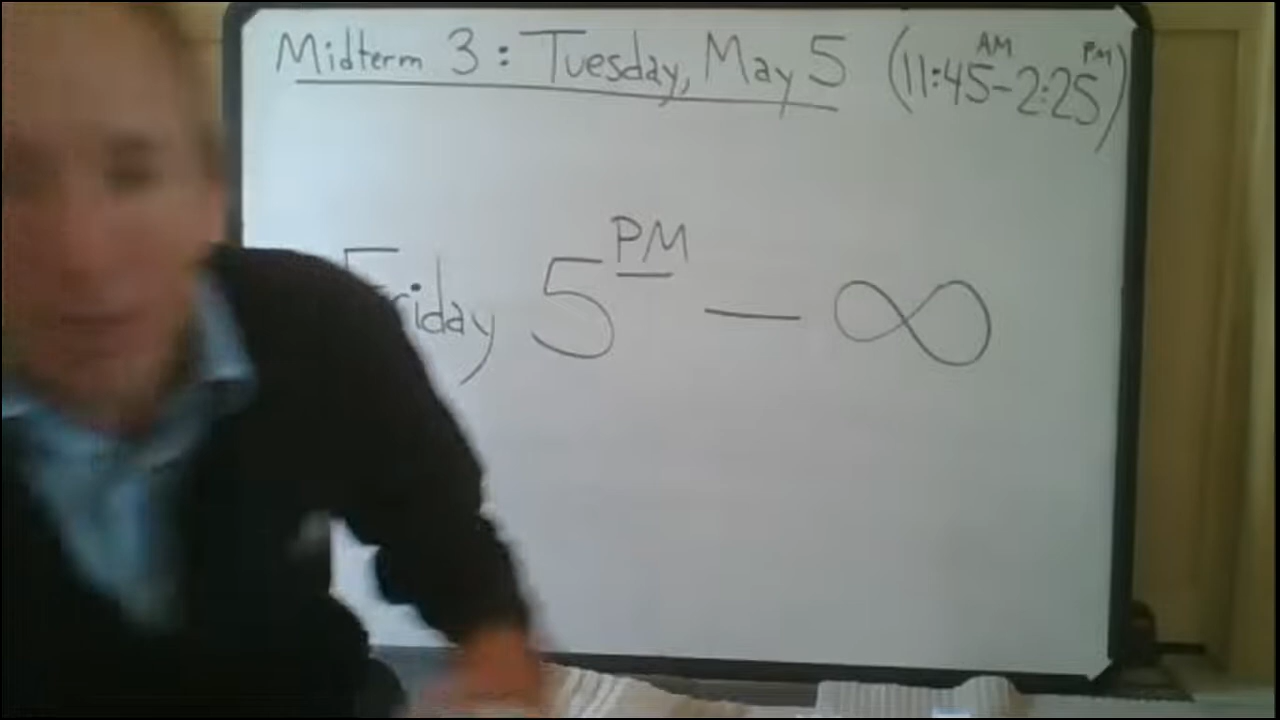 Midterm 3: Tuesday, May 5 (11:45 AM - 2:25 PM)
Friday 5 PM — ∞